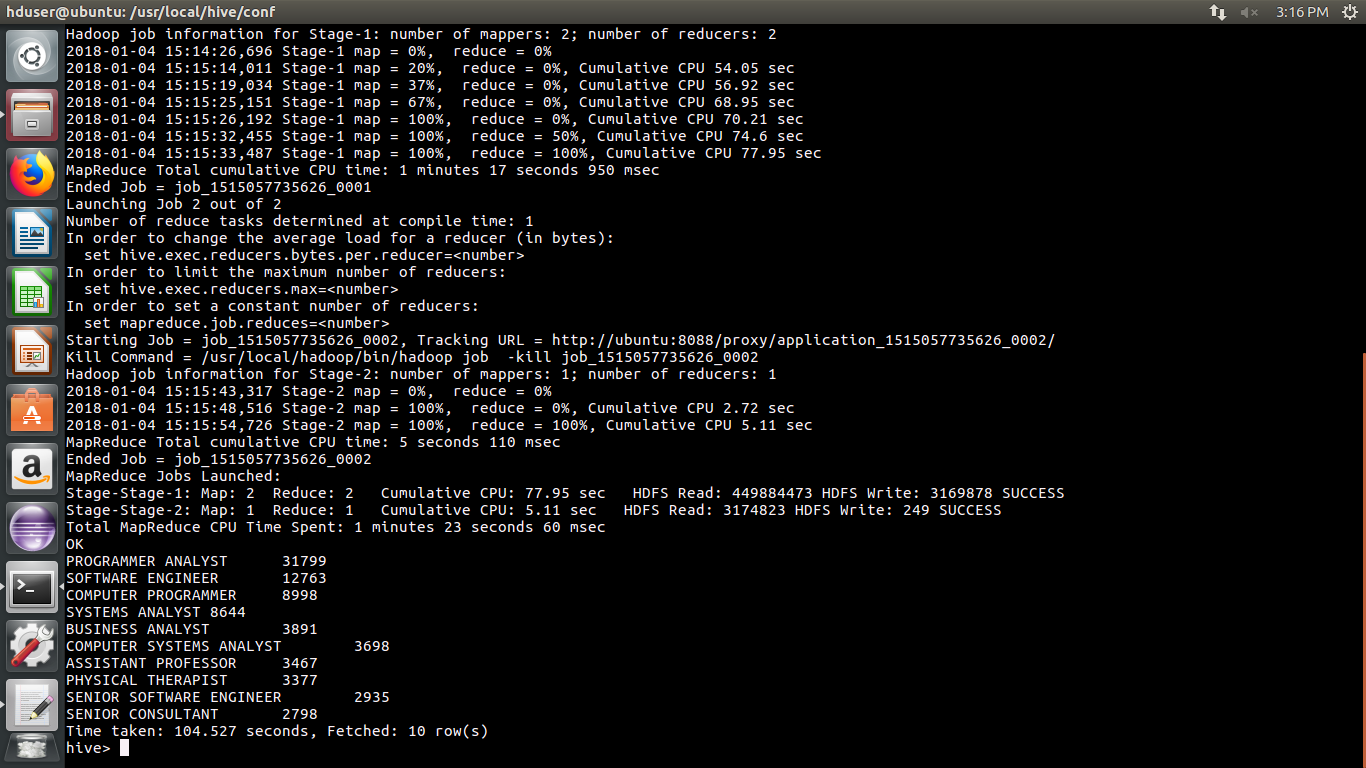 hduser@ubuntu: /usr/local/hive/conf
3:16 PM
Hadoop job information for Stage-1: number of mappers: 2; number of reducers: 2
2018-01-04 15:14:26,696 Stage-1 map = 0%,  reduce = 0%
2018-01-04 15:15:14,011 Stage-1 map = 20%,  reduce = 0%, Cumulative CPU 54.05 sec
2018-01-04 15:15:19,034 Stage-1 map = 37%,  reduce = 0%, Cumulative CPU 56.92 sec
2018-01-04 15:15:25,151 Stage-1 map = 67%,  reduce = 0%, Cumulative CPU 68.95 sec
2018-01-04 15:15:26,192 Stage-1 map = 100%,  reduce = 0%, Cumulative CPU 70.21 sec
2018-01-04 15:15:32,455 Stage-1 map = 100%,  reduce = 50%, Cumulative CPU 74.6 sec
2018-01-04 15:15:33,487 Stage-1 map = 100%,  reduce = 100%, Cumulative CPU 77.95 sec
MapReduce Total cumulative CPU time: 1 minutes 17 seconds 950 msec
Ended Job = job_1515057735626_0001
Launching Job 2 out of 2
Number of reduce tasks determined at compile time: 1
In order to change the average load for a reducer (in bytes):
  set hive.exec.reducers.bytes.per.reducer=<number>
In order to limit the maximum number of reducers:
  set hive.exec.reducers.max=<number>
In order to set a constant number of reducers:
  set mapreduce.job.reduces=<number>
Starting Job = job_1515057735626_0002, Tracking URL = http://ubuntu:8088/proxy/application_1515057735626_0002/
Kill Command = /usr/local/hadoop/bin/hadoop job  -kill job_1515057735626_0002
Hadoop job information for Stage-2: number of mappers: 1; number of reducers: 1
2018-01-04 15:15:43,317 Stage-2 map = 0%,  reduce = 0%
2018-01-04 15:15:48,516 Stage-2 map = 100%,  reduce = 0%, Cumulative CPU 2.72 sec
2018-01-04 15:15:54,726 Stage-2 map = 100%,  reduce = 100%, Cumulative CPU 5.11 sec
MapReduce Total cumulative CPU time: 5 seconds 110 msec
Ended Job = job_1515057735626_0002
MapReduce Jobs Launched:
Stage-Stage-1: Map: 2  Reduce: 2   Cumulative CPU: 77.95 sec   HDFS Read: 449884473 HDFS Write: 3169878 SUCCESS
Stage-Stage-2: Map: 1  Reduce: 1   Cumulative CPU: 5.11 sec   HDFS Read: 3174823 HDFS Write: 249 SUCCESS
Total MapReduce CPU Time Spent: 1 minutes 23 seconds 60 msec
OK
PROGRAMMER ANALYST      31799
SOFTWARE ENGINEER       12763
COMPUTER PROGRAMMER     8998
SYSTEMS ANALYST 8644
BUSINESS ANALYST        3891
COMPUTER SYSTEMS ANALYST        3698
ASSISTANT PROFESSOR     3467
PHYSICAL THERAPIST      3377
SENIOR SOFTWARE ENGINEER        2935
SENIOR CONSULTANT       2798
Time taken: 104.527 seconds, Fetched: 10 row(s)
hive>